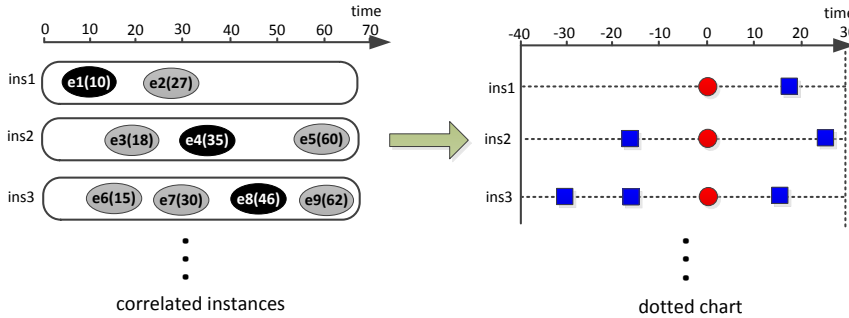 time
0 10 20 30 40 50 60 70
ins1 e1(10) e2(27)
ins2 e3(18) e4(35) e5(60)
ins3 e6(15) e7(30) e8(46) e9(62)
correlated instances
time
-40 -30 -20 -10 0 10 20 30
ins1
ins2
ins3
dotted chart